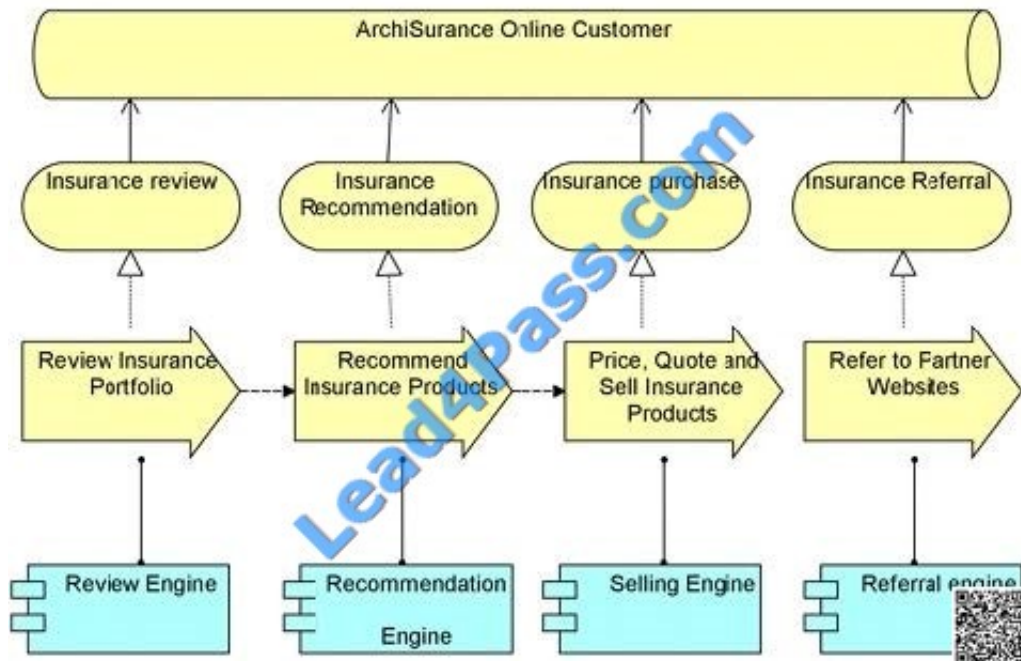 ArchiSurance Online Customer
Insurance review
Insurance
Recommendation
Insurance purchase
Insurance Referral
Review Insurance
Portfolio
Recommend
Insurance Products
Price, Quote and
Sell Insurance
Products
Refer to Partner
Websites
Review Engine
Recommendation
Engine
Selling Engine
Referral engine
Lead4Pass.com